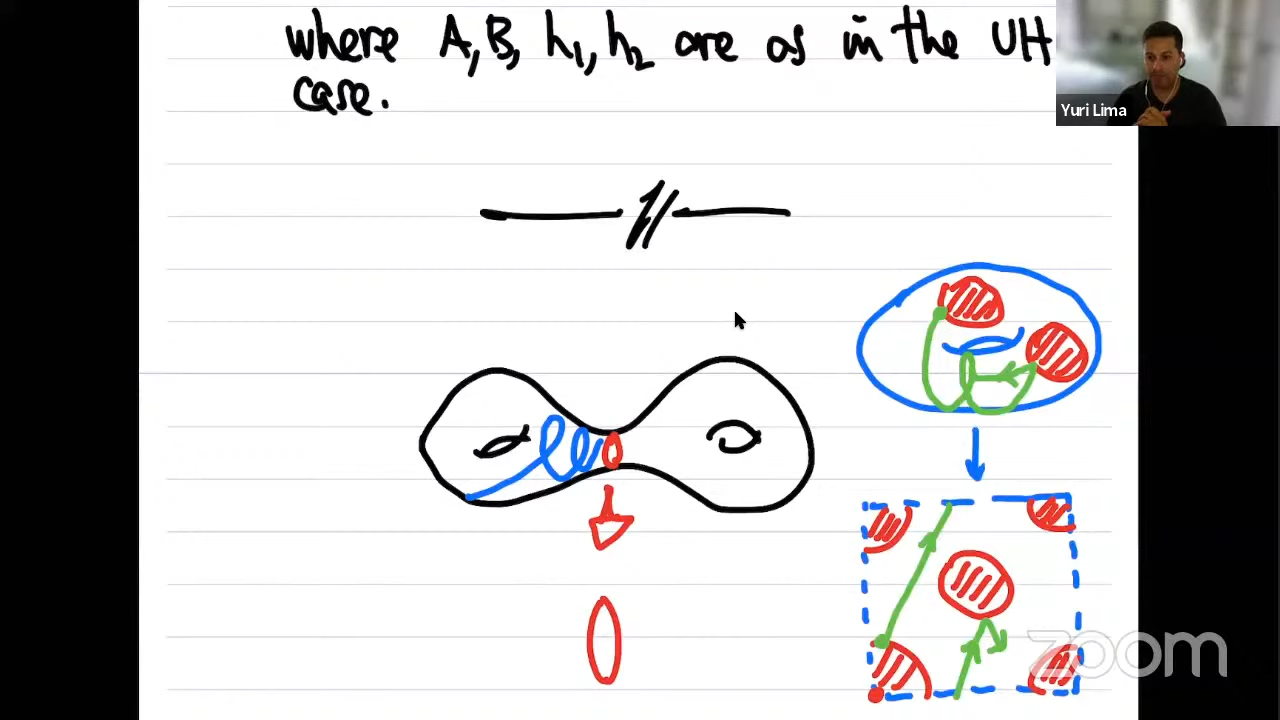 where A, B, h₁, h₂ are as in the UH
case.
Yuri Lima
zoom